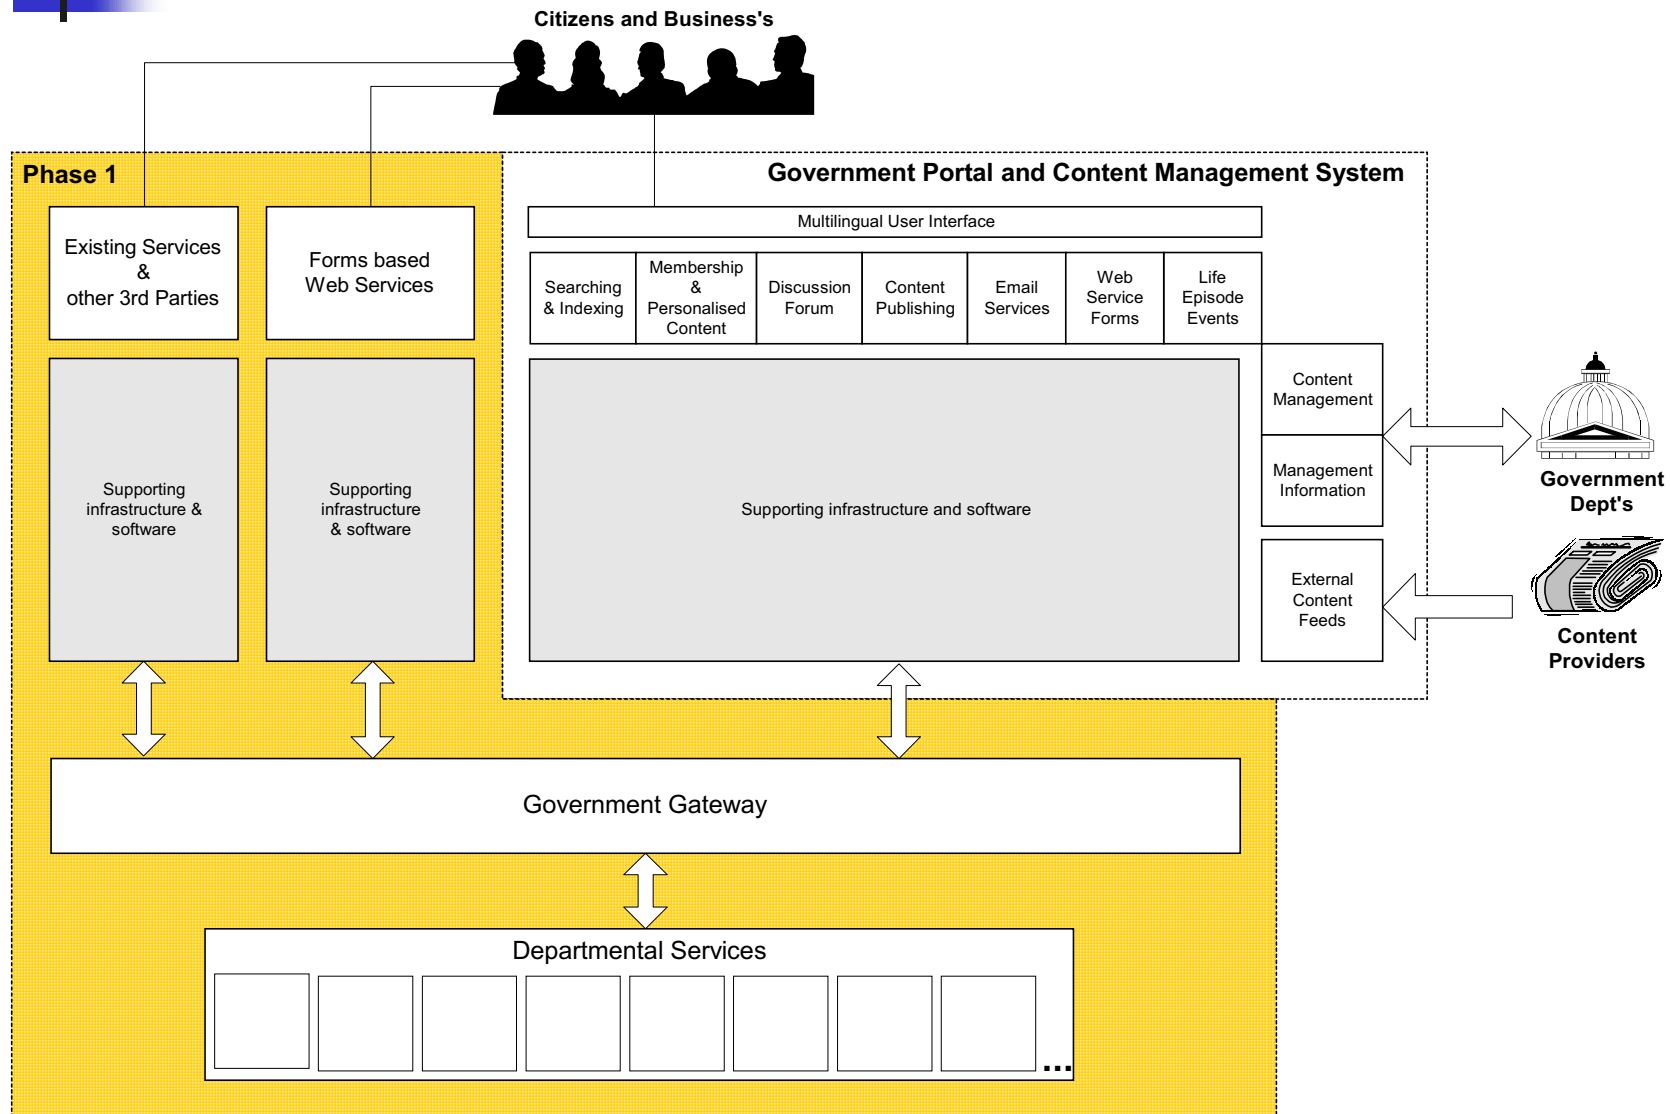 Citizens and Business's
Phase 1
Government Portal and Content Management System
Existing Services
&
other 3rd Parties
Forms based
Web Services
Multilingual User Interface
Searching
& Indexing
Membership
&
Personalised
Content
Discussion
Forum
Content
Publishing
Email
Services
Web
Service
Forms
Life
Episode
Events
Supporting
infrastructure &
software
Supporting
infrastructure
& software
Supporting infrastructure and software
Content
Management
Management
Information
External
Content
Feeds
Government
Dept's
Content
Providers
Government Gateway
Departmental Services
...